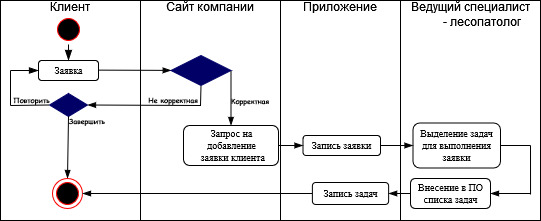 Клиент
Сайт компании
Приложение
Ведущий специалист
- лесопатолог
Заявка
Повторить
Не корректная
Корректная
Завершить
Запрос на
добавление
заявки клиента
Запись заявки
Выделение задач
для выполнения
заявки
Запись задач
Внесение в ПО
списка задач